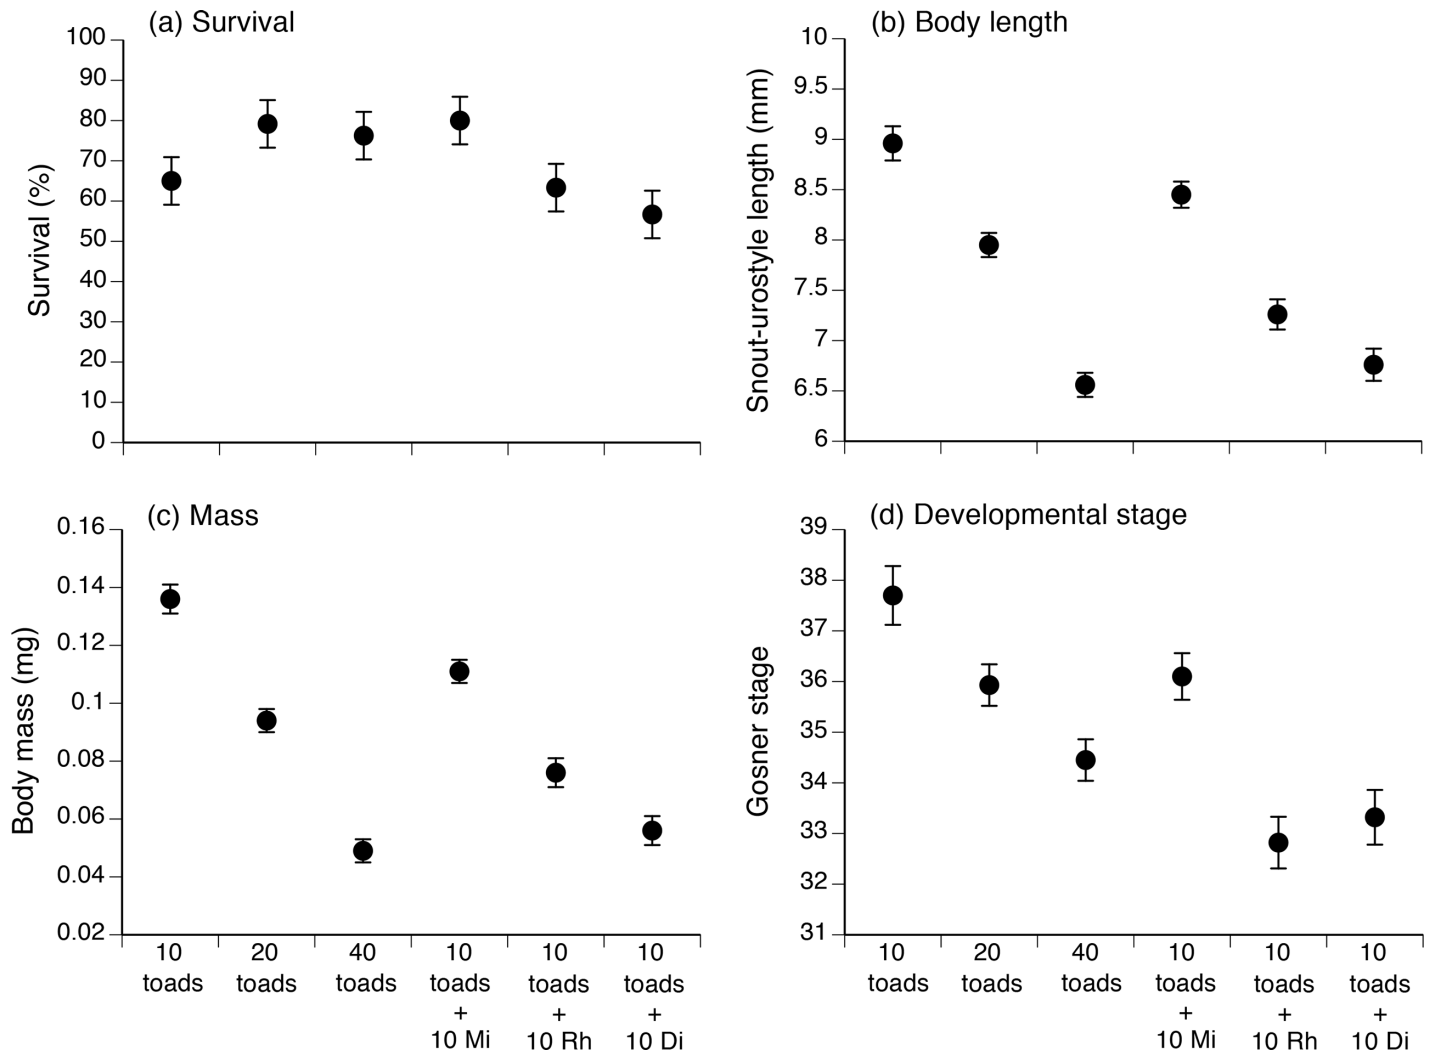 (a) Survival
Survival (%)
100
90
80
70
60
50
40
30
20
10
0
(b) Body length
Snout-urostyle length (mm)
10
9.5
9
8.5
8
7.5
7
6.5
6
(c) Mass
Body mass (mg)
0.16
0.14
0.12
0.1
0.08
0.06
0.04
0.02
10 toads
20 toads
40 toads
10 toads + 10 Mi
10 toads + 10 Rh
10 toads + 10 Di
(d) Developmental stage
Gosner stage
39
38
37
36
35
34
33
32
31
10 toads
20 toads
40 toads
10 toads + 10 Mi
10 toads + 10 Rh
10 toads + 10 Di